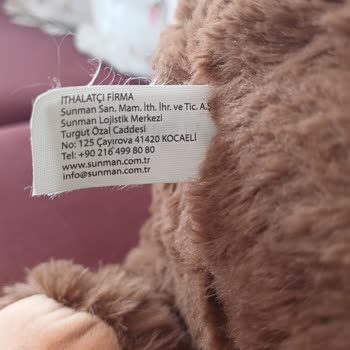 İTHALATÇI FİRMA
Sunman San. Mam. İth. İhr. ve Tic. A.Ş
Sunman Lojistik Merkezi
Turgut Özal Caddesi
No: 125 Çayırova 41420 KOCAELİ
Tel: +90 216 499 80 80
www.sunman.com.tr
info@sunman.com.tr